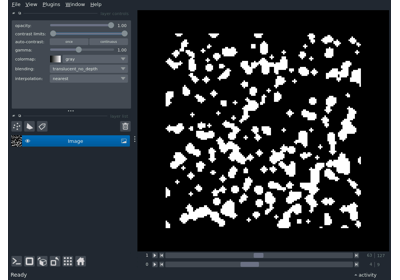 File View Plugins Window Help
opacity: 1.00
contrast limits:
auto-contrast: once continuous
gamma: 1.00
colormap: gray
blending: translucent_no_depth
interpolation: nearest
Image
1
0
Ready activity